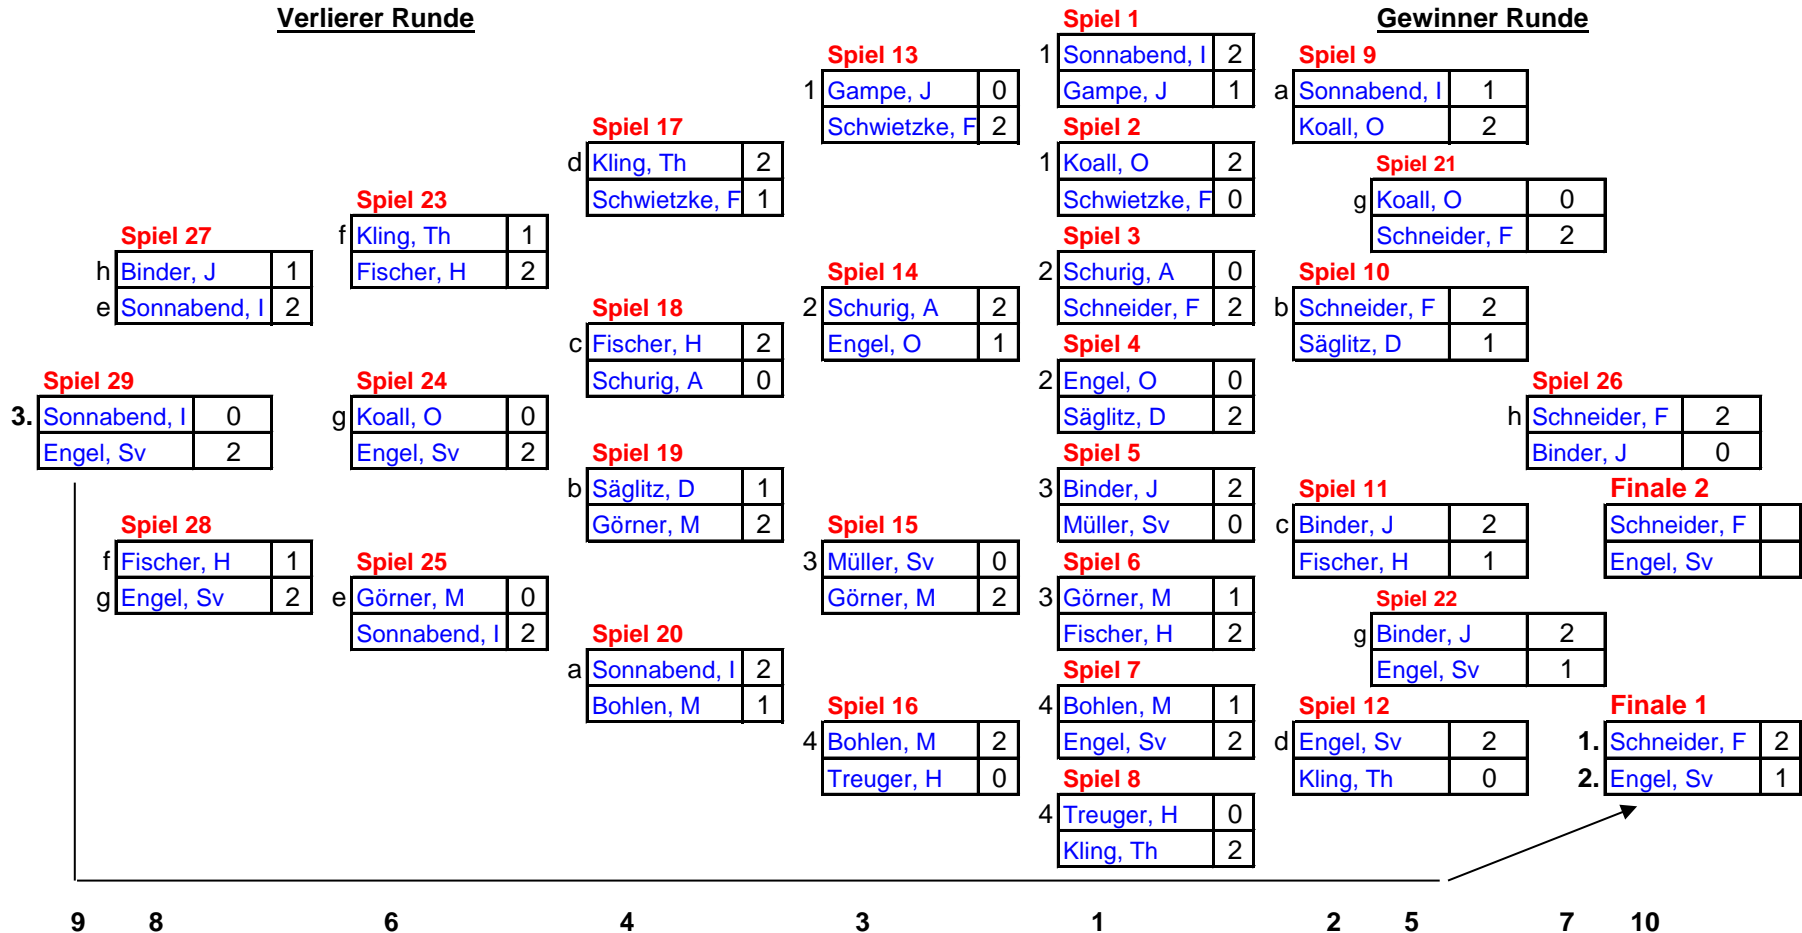 Verlierer Runde
Gewinner Runde
Spiel 1
1 Sonnabend, I 2
Gampe, J 1
Spiel 2
1 Koall, O 2
Schwietzke, F 0
Spiel 3
2 Schurig, A 0
Schneider, F 2
Spiel 4
2 Engel, O 0
Säglitz, D 2
Spiel 5
3 Binder, J 2
Müller, Sv 0
Spiel 6
3 Görner, M 1
Fischer, H 2
Spiel 7
4 Bohlen, M 1
Engel, Sv 2
Spiel 8
4 Treuger, H 0
Kling, Th 2
Spiel 9
a Sonnabend, I 1
Koall, O 2
Spiel 21
g Koall, O 0
Schneider, F 2
Spiel 10
b Schneider, F 2
Säglitz, D 1
Spiel 26
h Schneider, F 2
Binder, J 0
Spiel 11
c Binder, J 2
Fischer, H 1
Finale 2
Schneider, F
Engel, Sv
Spiel 22
g Binder, J 2
Engel, Sv 1
Spiel 12
d Engel, Sv 2
Kling, Th 0
Finale 1
1. Schneider, F 2
2. Engel, Sv 1
Spiel 13
1 Gampe, J 0
Schwietzke, F 2
Spiel 14
2 Schurig, A 2
Engel, O 1
Spiel 15
3 Müller, Sv 0
Görner, M 2
Spiel 16
4 Bohlen, M 2
Treuger, H 0
Spiel 17
d Kling, Th 2
Schwietzke, F 1
Spiel 18
c Fischer, H 2
Schurig, A 0
Spiel 19
b Säglitz, D 1
Görner, M 2
Spiel 20
a Sonnabend, I 2
Bohlen, M 1
Spiel 23
f Kling, Th 1
Fischer, H 2
Spiel 24
g Koall, O 0
Engel, Sv 2
Spiel 25
e Görner, M 0
Sonnabend, I 2
Spiel 27
h Binder, J 1
e Sonnabend, I 2
Spiel 28
f Fischer, H 1
g Engel, Sv 2
Spiel 29
3. Sonnabend, I 0
Engel, Sv 2
9 8 6 4 3 1 2 5 7 10